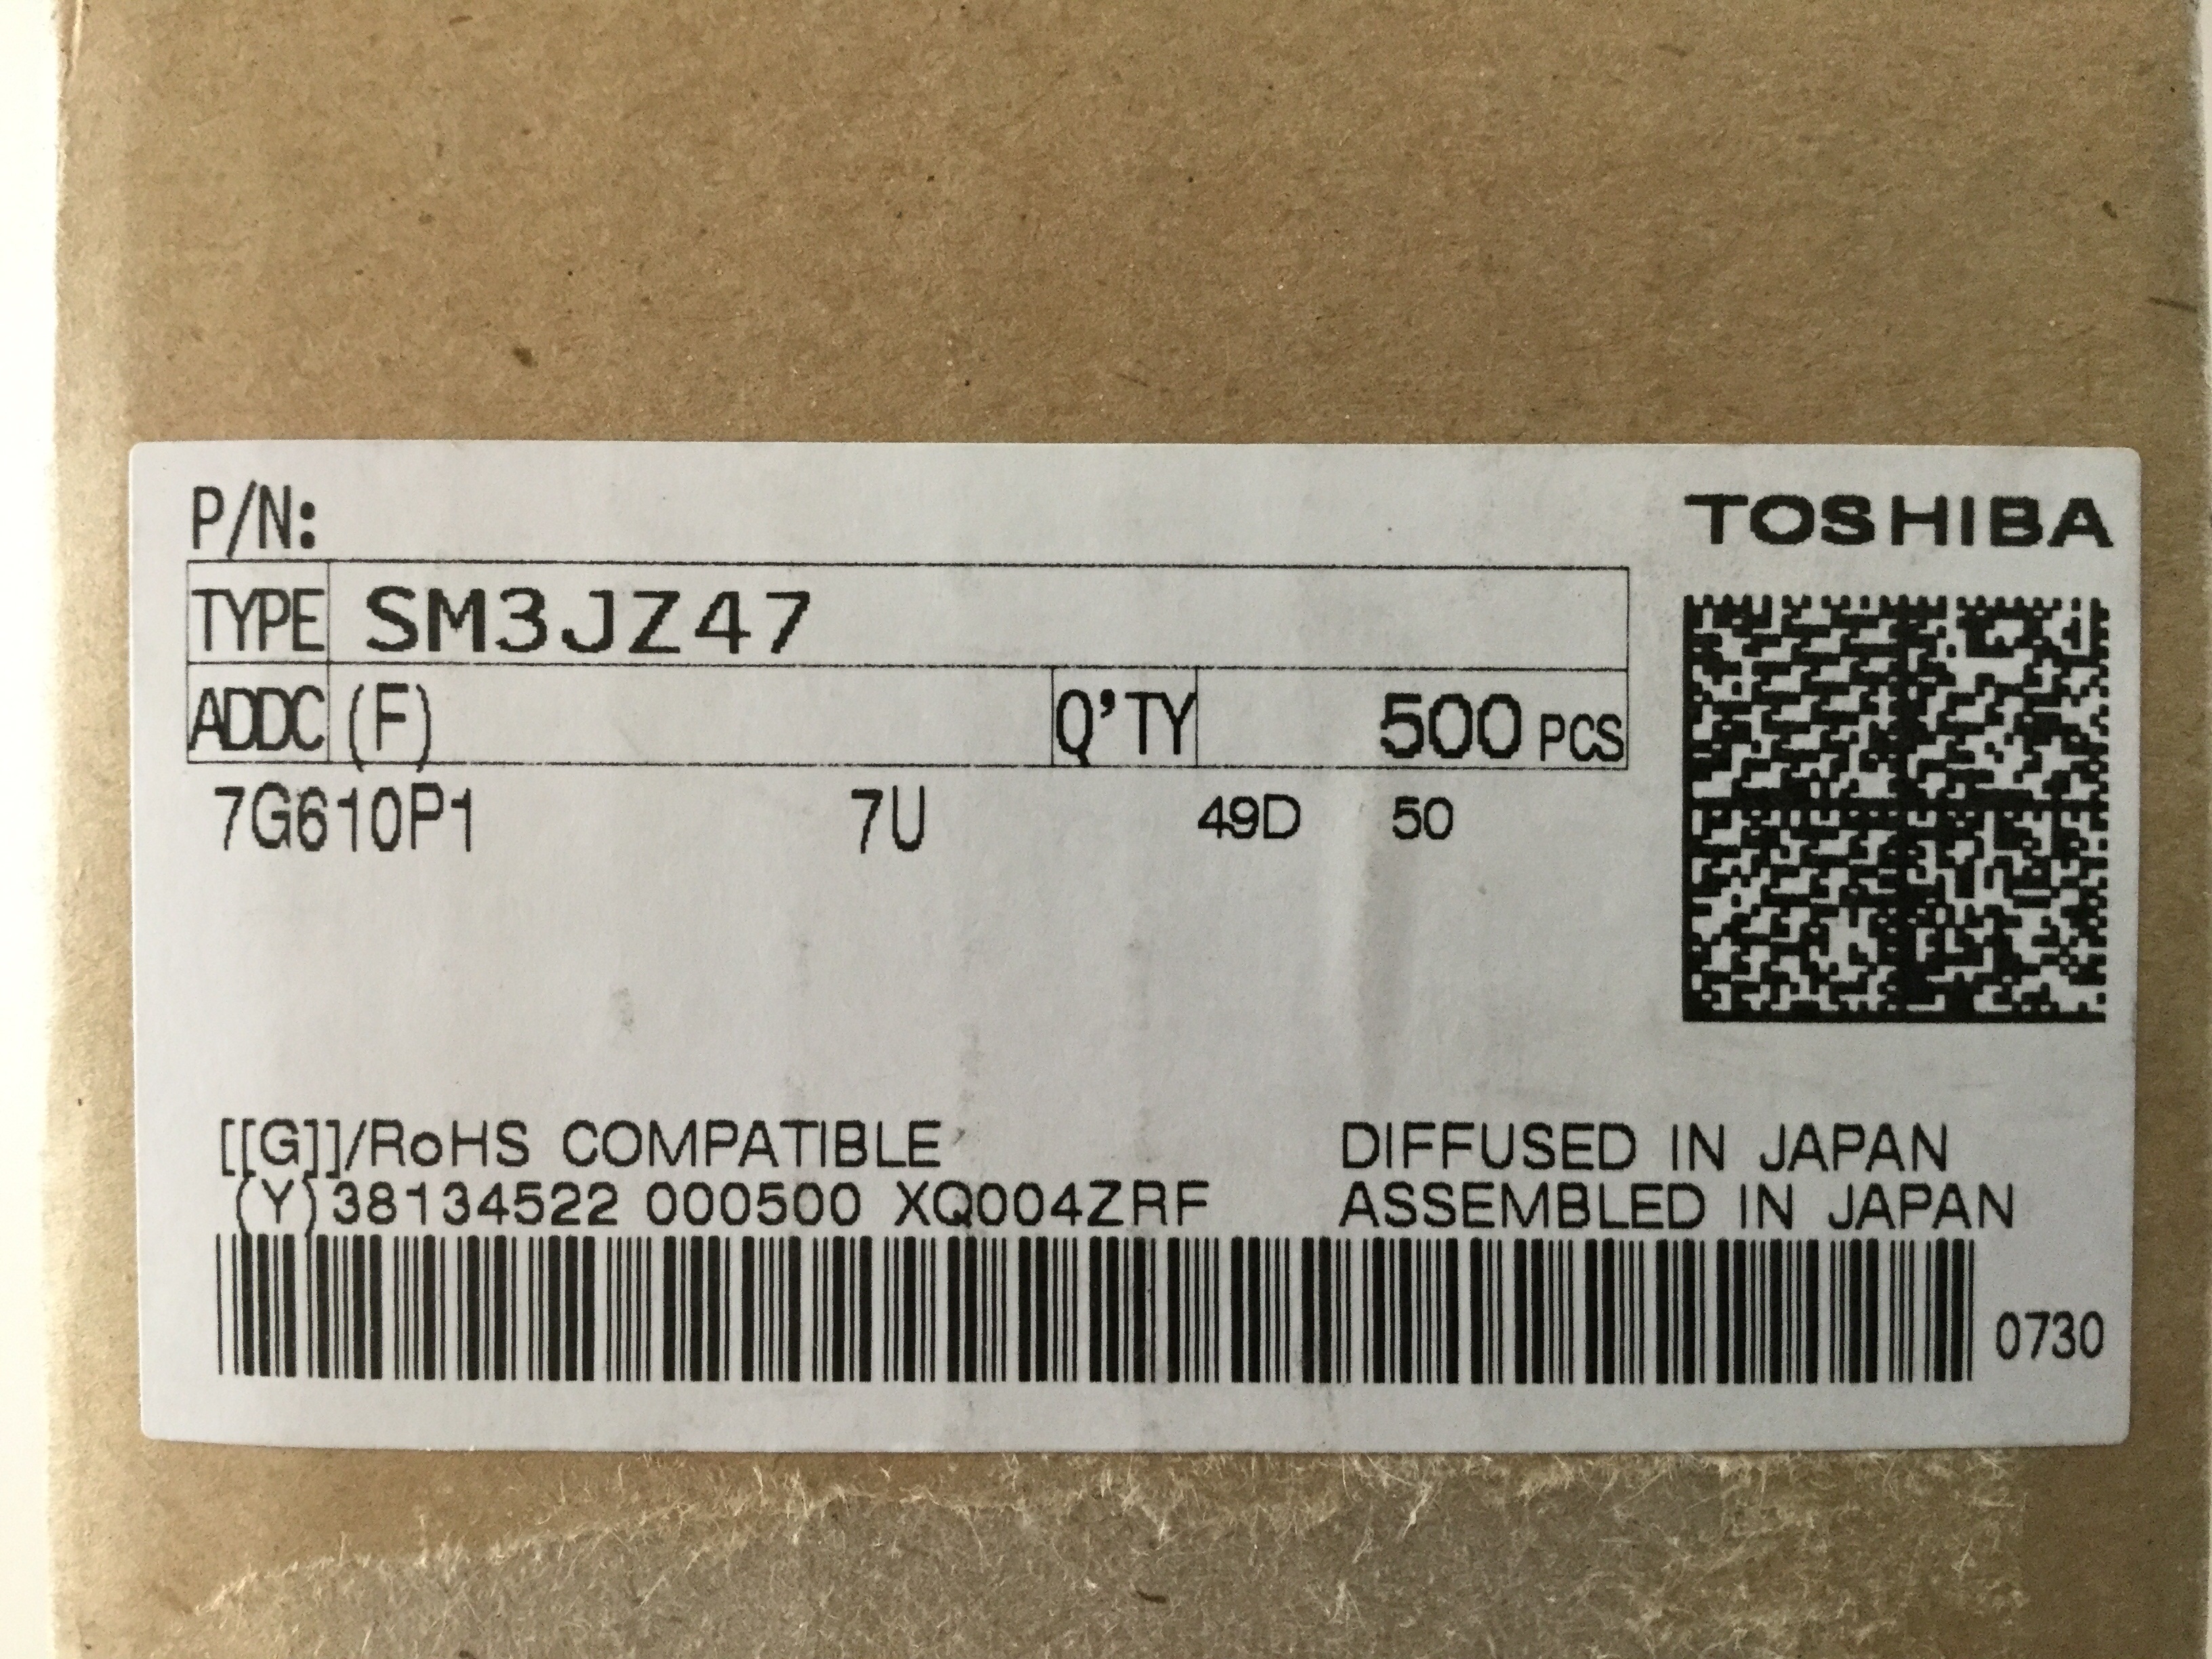 P/N:
TOSHIBA
TYPE SM3JZ47
ADDC (F) Q'TY 500 PCS
7G610P1 7U 49D 50
[[G]]/RoHS COMPATIBLE DIFFUSED IN JAPAN
(Y)38134522 000500 XQ004ZRF ASSEMBLED IN JAPAN
0730